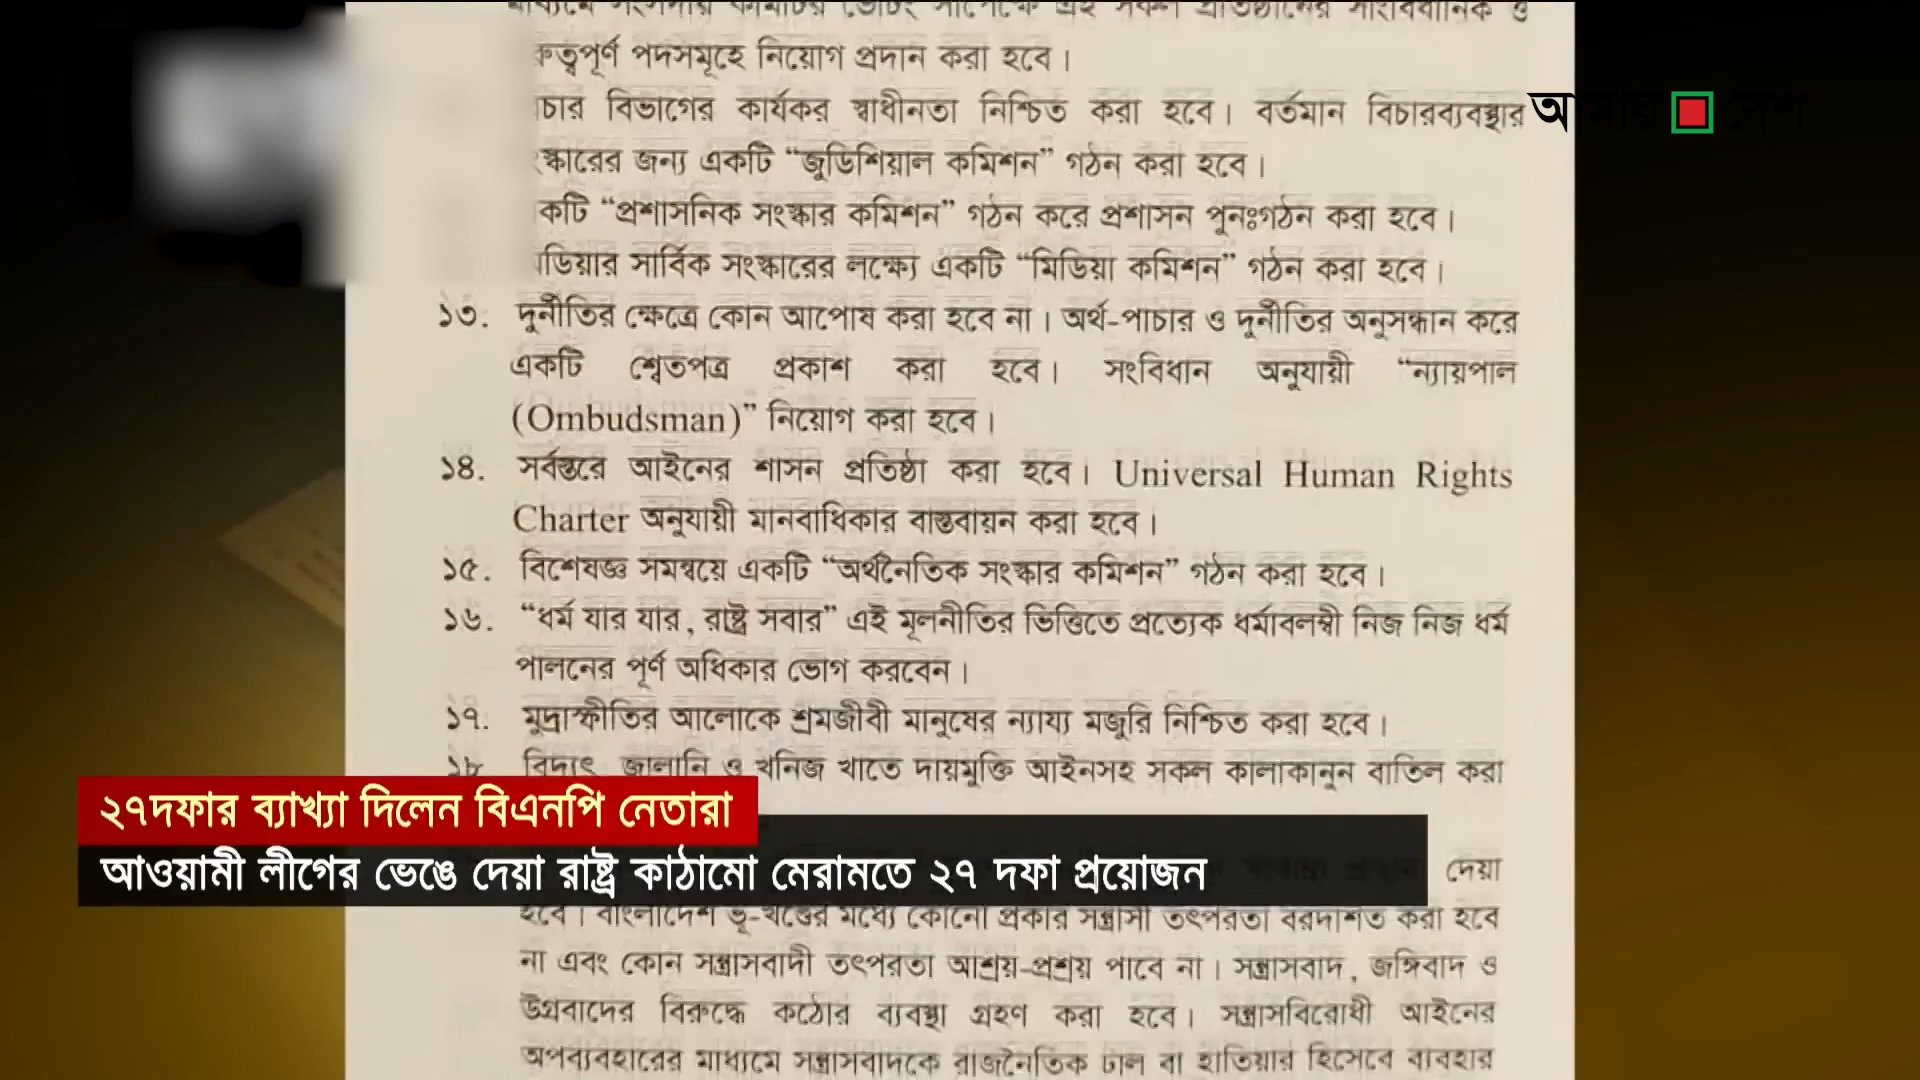 গুরুত্বপূর্ণ পদসমূহে নিয়োগ প্রদান করা হবে।
চার বিভাগের কার্যকর স্বাধীনতা নিশ্চিত করা হবে। বর্তমান বিচারব্যবস্থার
আমার দেশ
স্কারের জন্য একটি “জুডিশিয়াল কমিশন” গঠন করা হবে।
কটি “প্রশাসনিক সংস্কার কমিশন” গঠন করে প্রশাসন পুনঃগঠন করা হবে।
ডিয়ার সার্বিক সংস্কারের লক্ষ্যে একটি “মিডিয়া কমিশন” গঠন করা হবে।
১৩. দুর্নীতির ক্ষেত্রে কোন আপোষ করা হবে না। অর্থ-পাচার ও দুর্নীতির অনুসন্ধান করে
একটি শ্বেতপত্র প্রকাশ করা হবে। সংবিধান অনুযায়ী “ন্যায়পাল
(Ombudsman)” নিয়োগ করা হবে।
১৪. সর্বস্তরে আইনের শাসন প্রতিষ্ঠা করা হবে। Universal Human Rights
Charter অনুযায়ী মানবাধিকার বাস্তবায়ন করা হবে।
১৫. বিশেষজ্ঞ সমন্বয়ে একটি “অর্থনৈতিক সংস্কার কমিশন” গঠন করা হবে।
১৬. “ধর্ম যার যার, রাষ্ট্র সবার” এই মূলনীতির ভিত্তিতে প্রত্যেক ধর্মাবলম্বী নিজ নিজ ধর্ম
পালনের পূর্ণ অধিকার ভোগ করবেন।
১৭. মুদ্রাস্ফীতির আলোকে শ্রমজীবী মানুষের ন্যায্য মজুরি নিশ্চিত করা হবে।
১৮ বিদ্যুৎ জ্বালানি ও খনিজ খাতে দায়মুক্তি আইনসহ সকল কালাকানুন বাতিল করা
২৭দফার ব্যাখ্যা দিলেন বিএনপি নেতারা
আওয়ামী লীগের ভেঙে দেয়া রাষ্ট্র কাঠামো মেরামতে ২৭ দফা প্রয়োজন
দেয়া
হবে। বাংলাদেশ ভূ-খণ্ডের মধ্যে কোনো প্রকার সন্ত্রাসী তৎপরতা বরদাশত করা হবে
না এবং কোন সন্ত্রাসবাদী তৎপরতা আশ্রয়-প্রশ্রয় পাবে না। সন্ত্রাসবাদ, জঙ্গিবাদ ও
উগ্রবাদের বিরুদ্ধে কঠোর ব্যবস্থা গ্রহণ করা হবে। সন্ত্রাসবিরোধী আইনের
অপব্যবহারের মাধ্যমে সন্ত্রাসবাদকে রাজনৈতিক ঢাল বা হাতিয়ার হিসেবে ব্যবহার